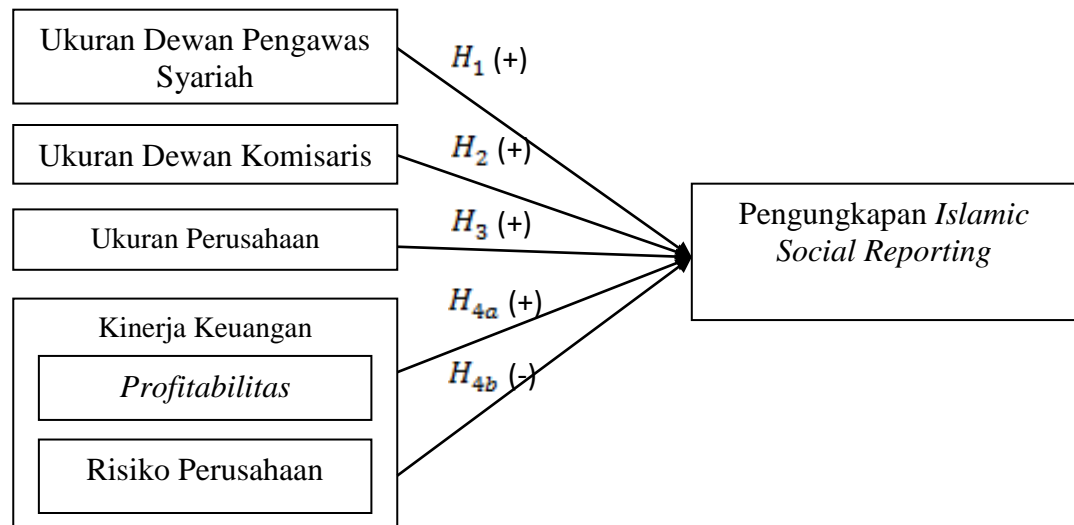 Ukuran Dewan Pengawas
Syariah
H₁ (+)
Ukuran Dewan Komisaris
H₂ (+)
Ukuran Perusahaan
H₃ (+)
Pengungkapan Islamic
Social Reporting
Kinerja Keuangan
H₄ₐ (+)
Profitabilitas
H₄b (-)
Risiko Perusahaan